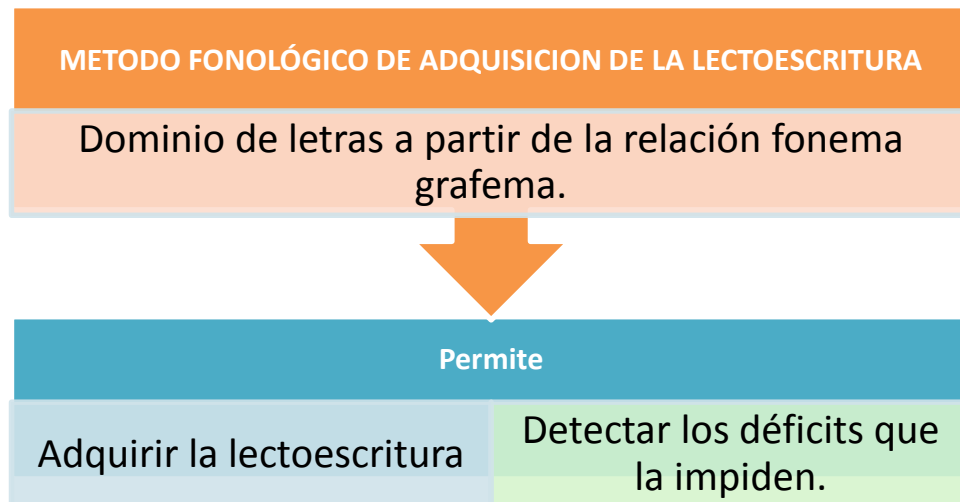 METODO FONOLÓGICO DE ADQUISICION DE LA LECTOESCRITURA
Dominio de letras a partir de la relación fonema
grafema.
Permite
Adquirir la lectoescritura
Detectar los déficits que
la impiden.